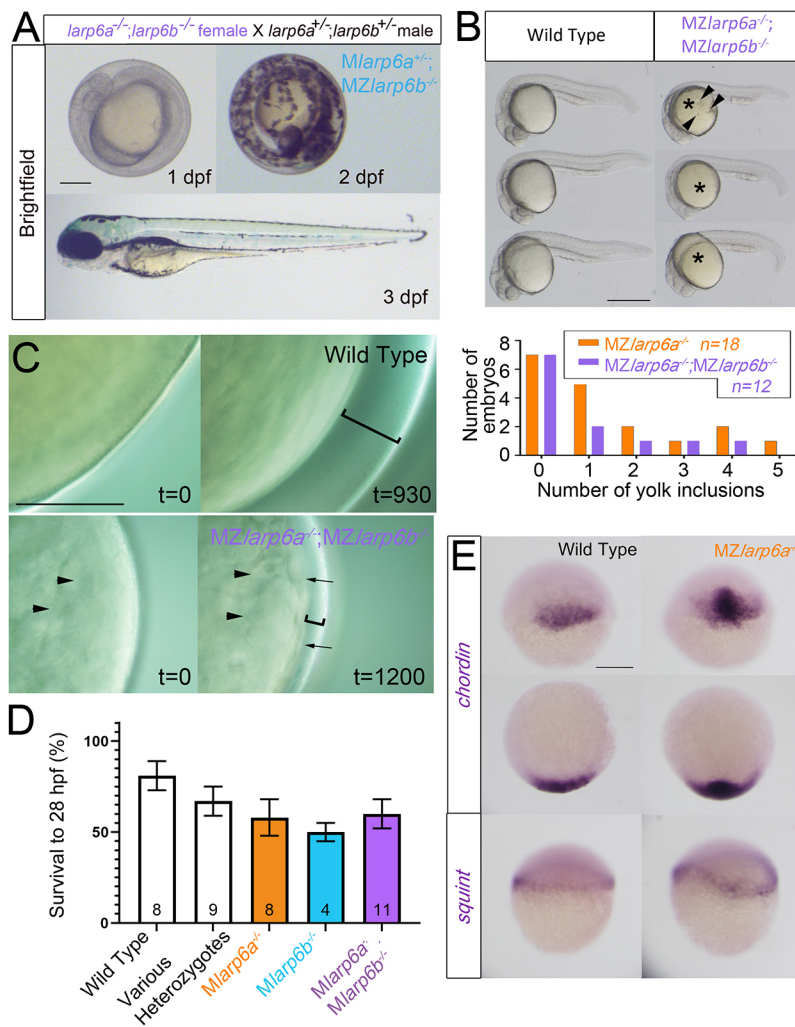 A
larp6a-/-;larp6b-/- female X larp6a+/-;larp6b+/- male
Brightfield
1 dpf
Mlarp6a+/-;
MZlarp6b-/-
2 dpf
3 dpf
B
Wild Type
MZlarp6a-/-;
MZlarp6b-/-
*
*
*
Number of
embryos
8
6
4
2
0
MZlarp6a-/- n=18
MZlarp6a-/-;MZlarp6b-/-
n=12
0 1 2 3 4 5
Number of yolk inclusions
C
t=0
Wild Type
t=930
t=0
MZlarp6a-/-;MZlarp6b-/-
t=1200
D
Survival to 28 hpf (%)
100
50
0
8 9 8 4 11
Wild Type
Various
Heterozygotes
Mlarp6a-/-
Mlarp6b-/-
Mlarp6a-;
Mlarp6b-/-
E
Wild Type
MZlarp6a-
chordin
squint